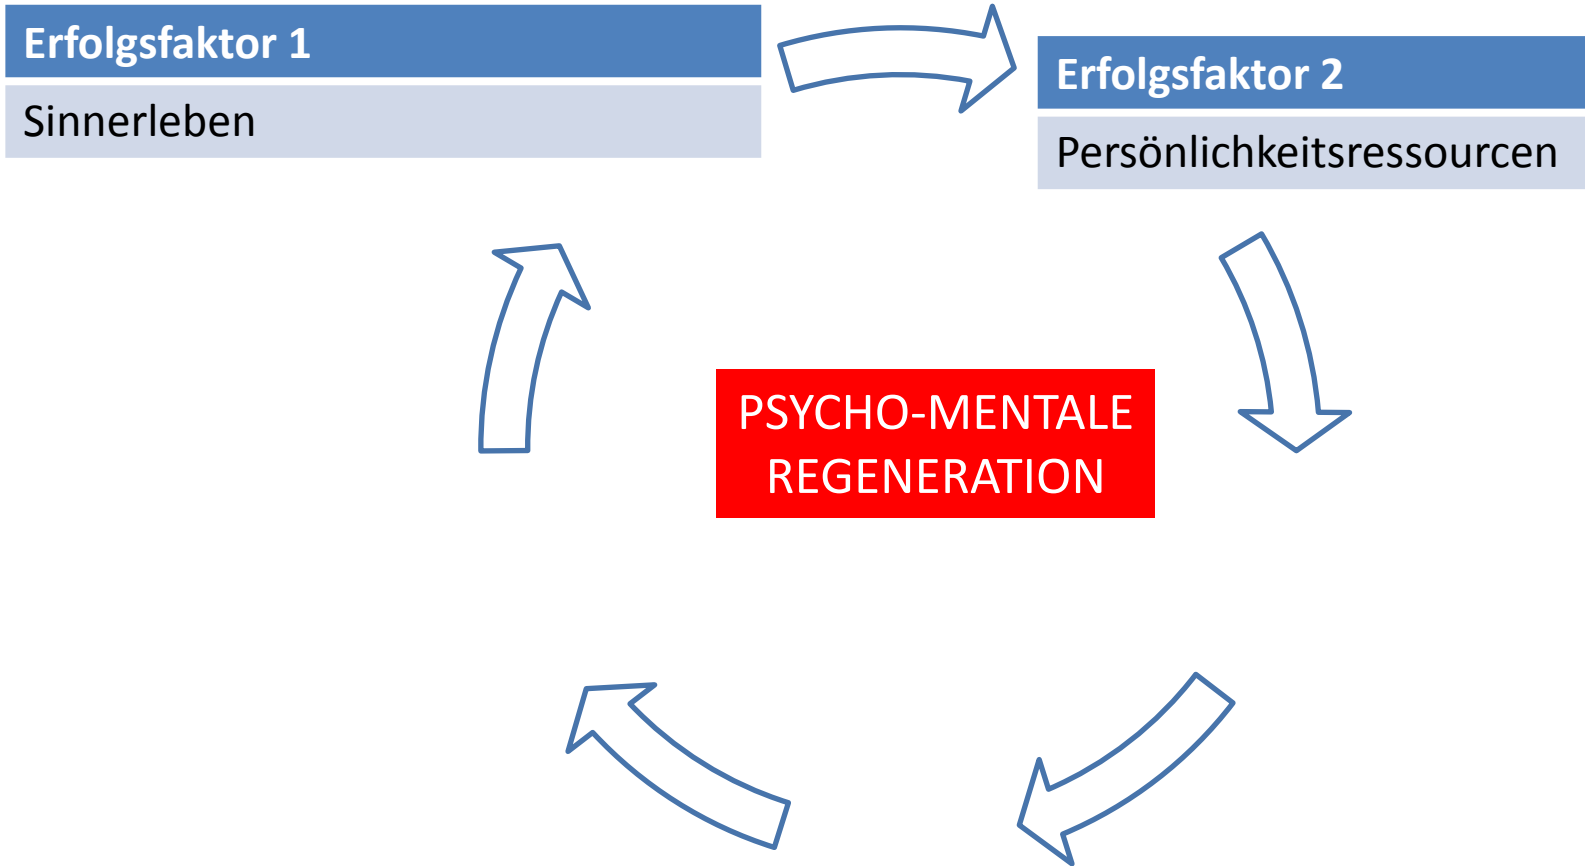 Erfolgsfaktor 1
Sinnerleben
Erfolgsfaktor 2
Persönlichkeitsressourcen
PSYCHO-MENTALE
REGENERATION